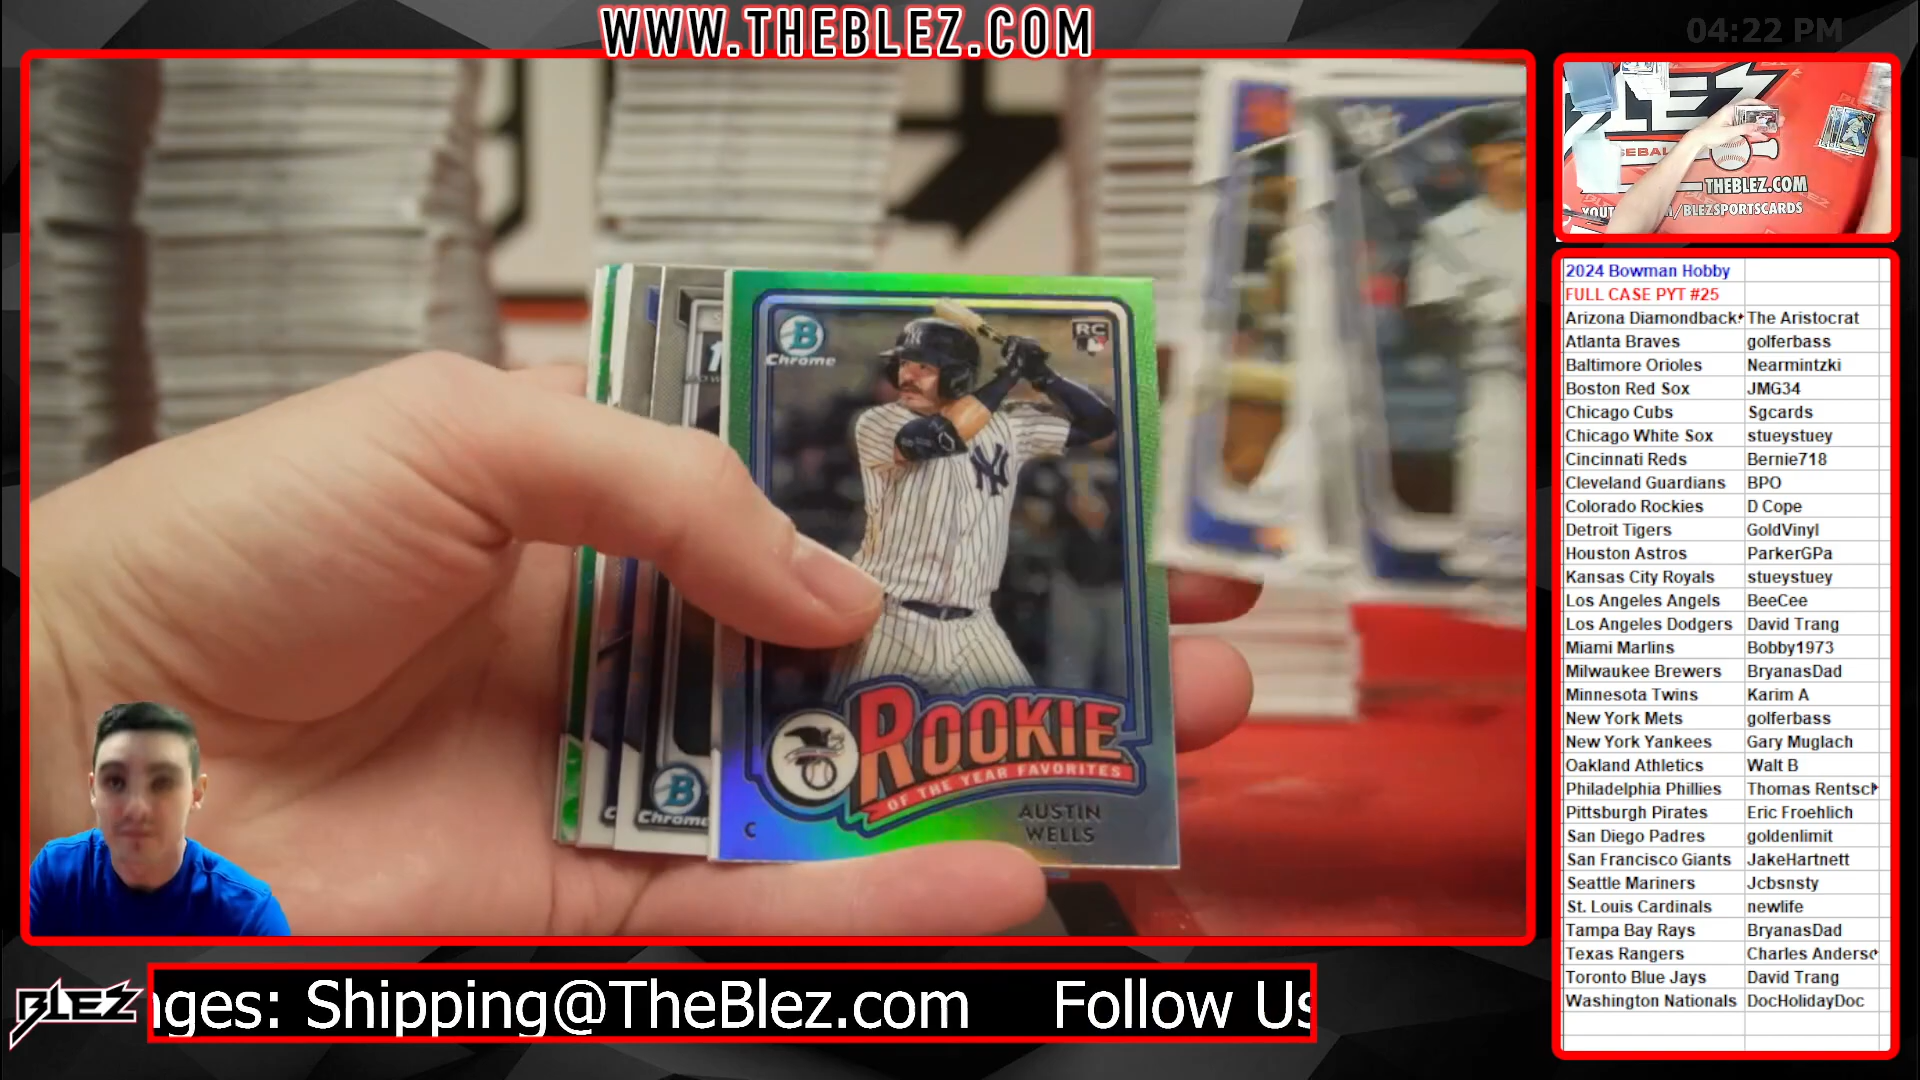 WWW.THEBLEZ.COM
04:22 PM
B
Chrome
RC
ROOKIE
OF THE YEAR FAVORITES
AUSTIN
WELLS
C
B
Chrome
THEBLEZ.COM
/BLEZSPORTSCARDS
2024 Bowman Hobby
FULL CASE PYT #25
Arizona Diamondback The Aristocrat
Atlanta Braves golferbass
Baltimore Orioles Nearmintzki
Boston Red Sox JMG34
Chicago Cubs Sgcards
Chicago White Sox stueystuey
Cincinnati Reds Bernie718
Cleveland Guardians BPO
Colorado Rockies D Cope
Detroit Tigers GoldVinyl
Houston Astros ParkerGPa
Kansas City Royals stueystuey
Los Angeles Angels BeeCee
Los Angeles Dodgers David Trang
Miami Marlins Bobby1973
Milwaukee Brewers BryanasDad
Minnesota Twins Karim A
New York Mets golferbass
New York Yankees Gary Muglach
Oakland Athletics Walt B
Philadelphia Phillies Thomas Rentsch
Pittsburgh Pirates Eric Froehlich
San Diego Padres goldenlimit
San Francisco Giants JakeHartnett
Seattle Mariners Jcbsnsty
St. Louis Cardinals newlife
Tampa Bay Rays BryanasDad
Texas Rangers Charles Anderso
Toronto Blue Jays David Trang
Washington Nationals DocHolidayDoc
BLEZ
ges: Shipping@TheBlez.com Follow Us